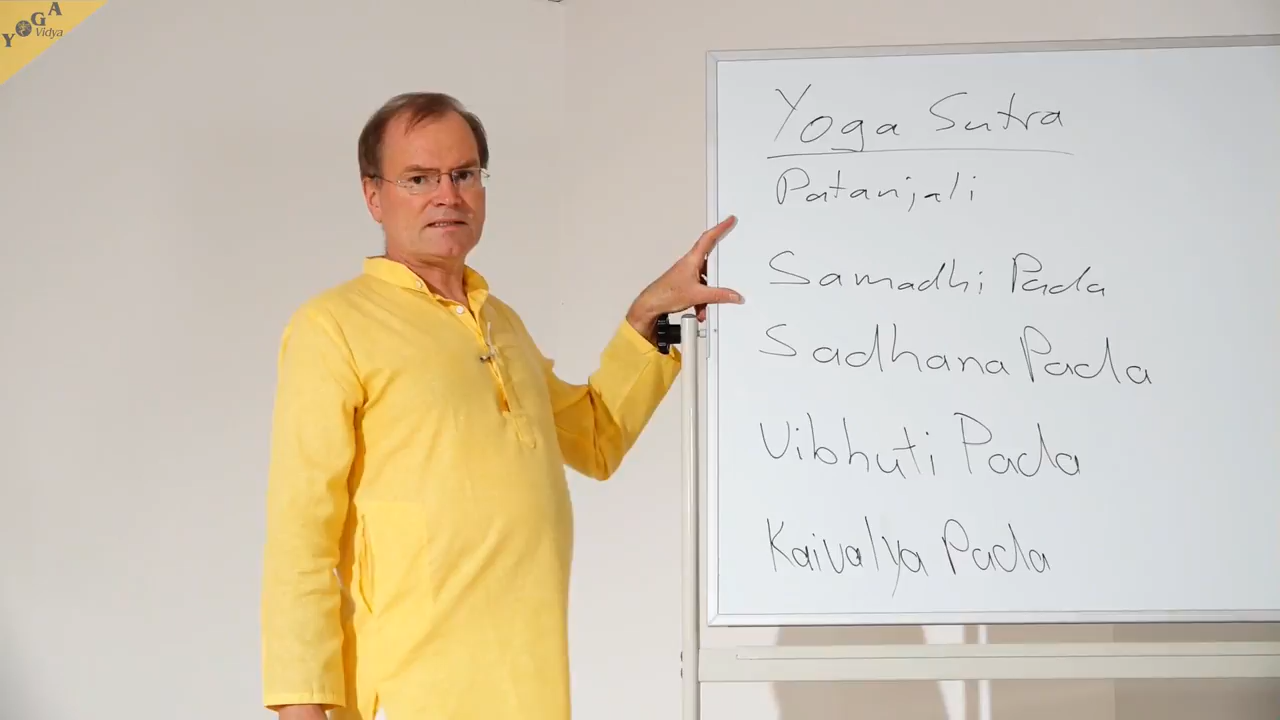 YOGA
Vidya
Yoga Sutra
Patanjali
Samadhi Pada
Sadhana Pada
Vibhuti Pada
Kaivalya Pada